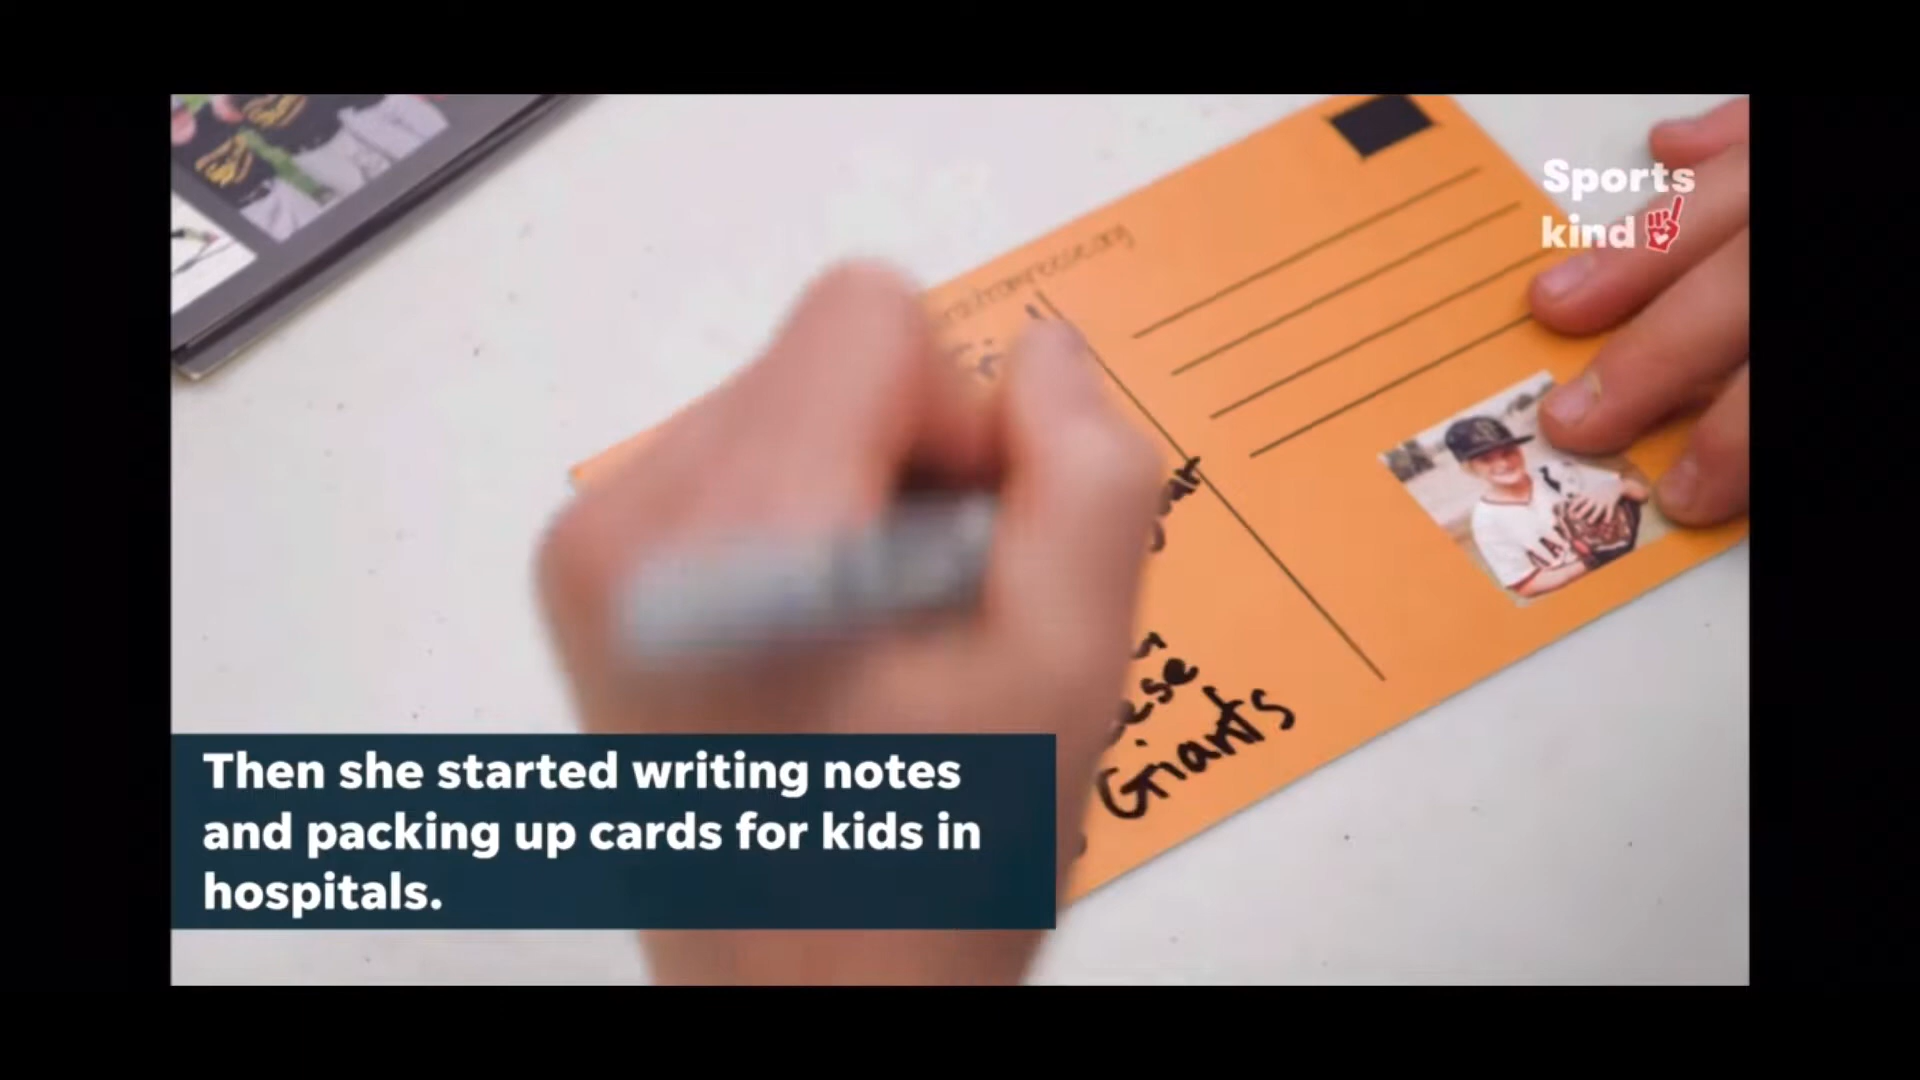 Sports
kind
Giants
Then she started writing notes
and packing up cards for kids in
hospitals.